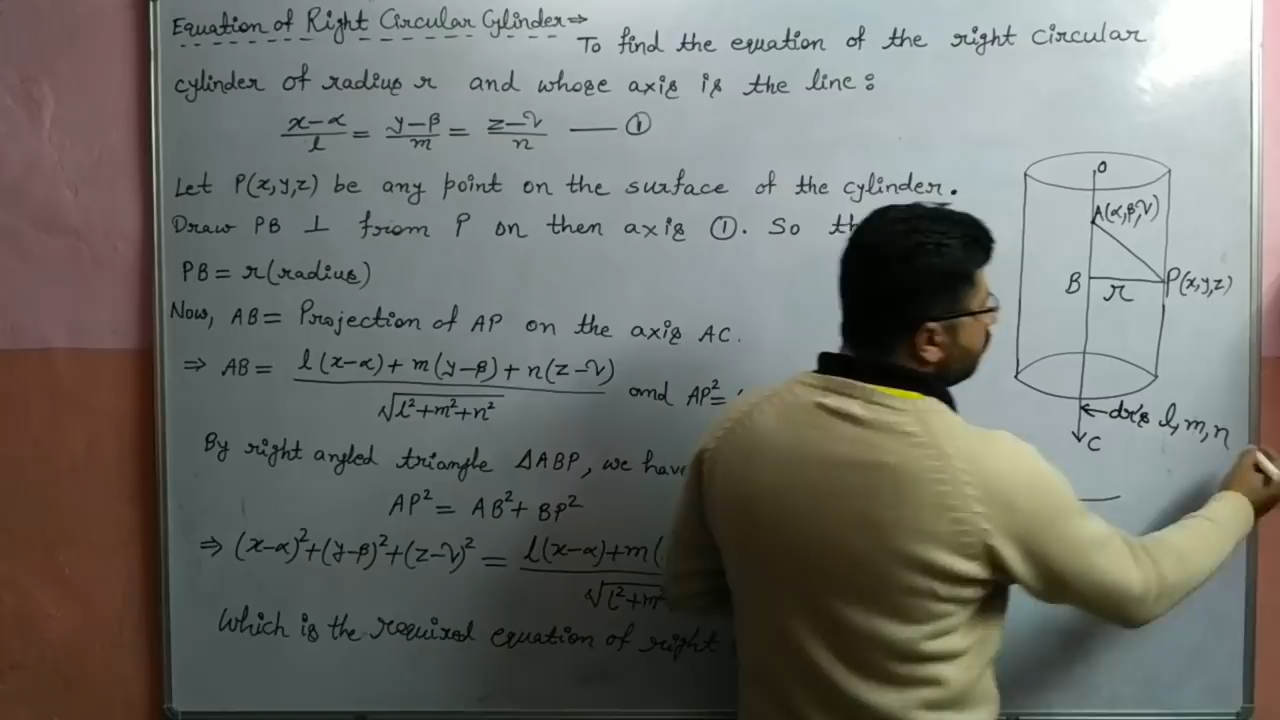 Equation of Right Circular Cylinder⇒
To find the equation of the right circular
cylinder of radius r and whose axis is the line:
(x-α)/l = (y-β)/m = (z-γ)/n — ①
Let P(x,y,z) be any point on the surface of the cylinder.
Draw PB ⊥ from P on then axis ①. So
PB = r(radius)
Now, AB = Projection of AP on the axis AC.
⇒ AB = (l(x-α)+m(y-β)+n(z-γ))/√(l²+m²+n²) and AP²=
By right angled triangle ΔABP, we have
AP² = AB²+BP²
⇒ (x-α)²+(y-β)²+(z-γ)² = l(x-α)+m(
√l²+m²
Which is the required equation of right
O
A(α,β,γ)
B
r
P(x,y,z)
dr's l,m,n
C